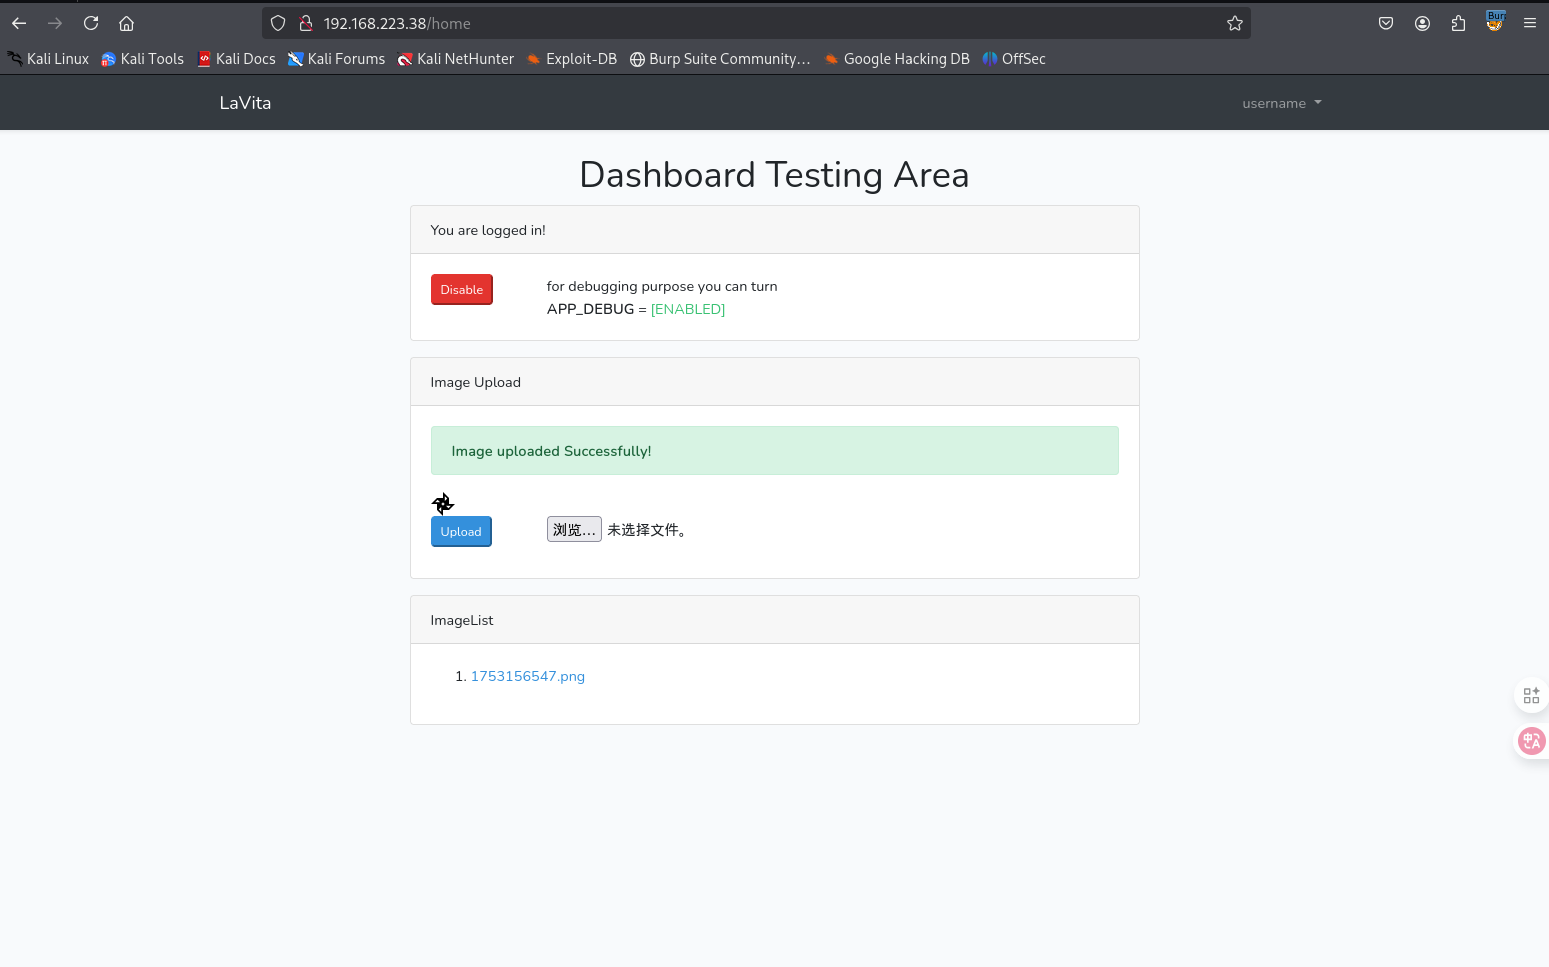 192.168.223.38/home
Burp
Kali Linux Kali Tools Kali Docs Kali Forums Kali NetHunter Exploit-DB Burp Suite Community... Google Hacking DB OffSec
LaVita username
Dashboard Testing Area
You are logged in!
Disable for debugging purpose you can turn
APP_DEBUG = [ENABLED]
Image Upload
Image uploaded Successfully!
Upload 浏览... 未选择文件。
ImageList
1. 1753156547.png